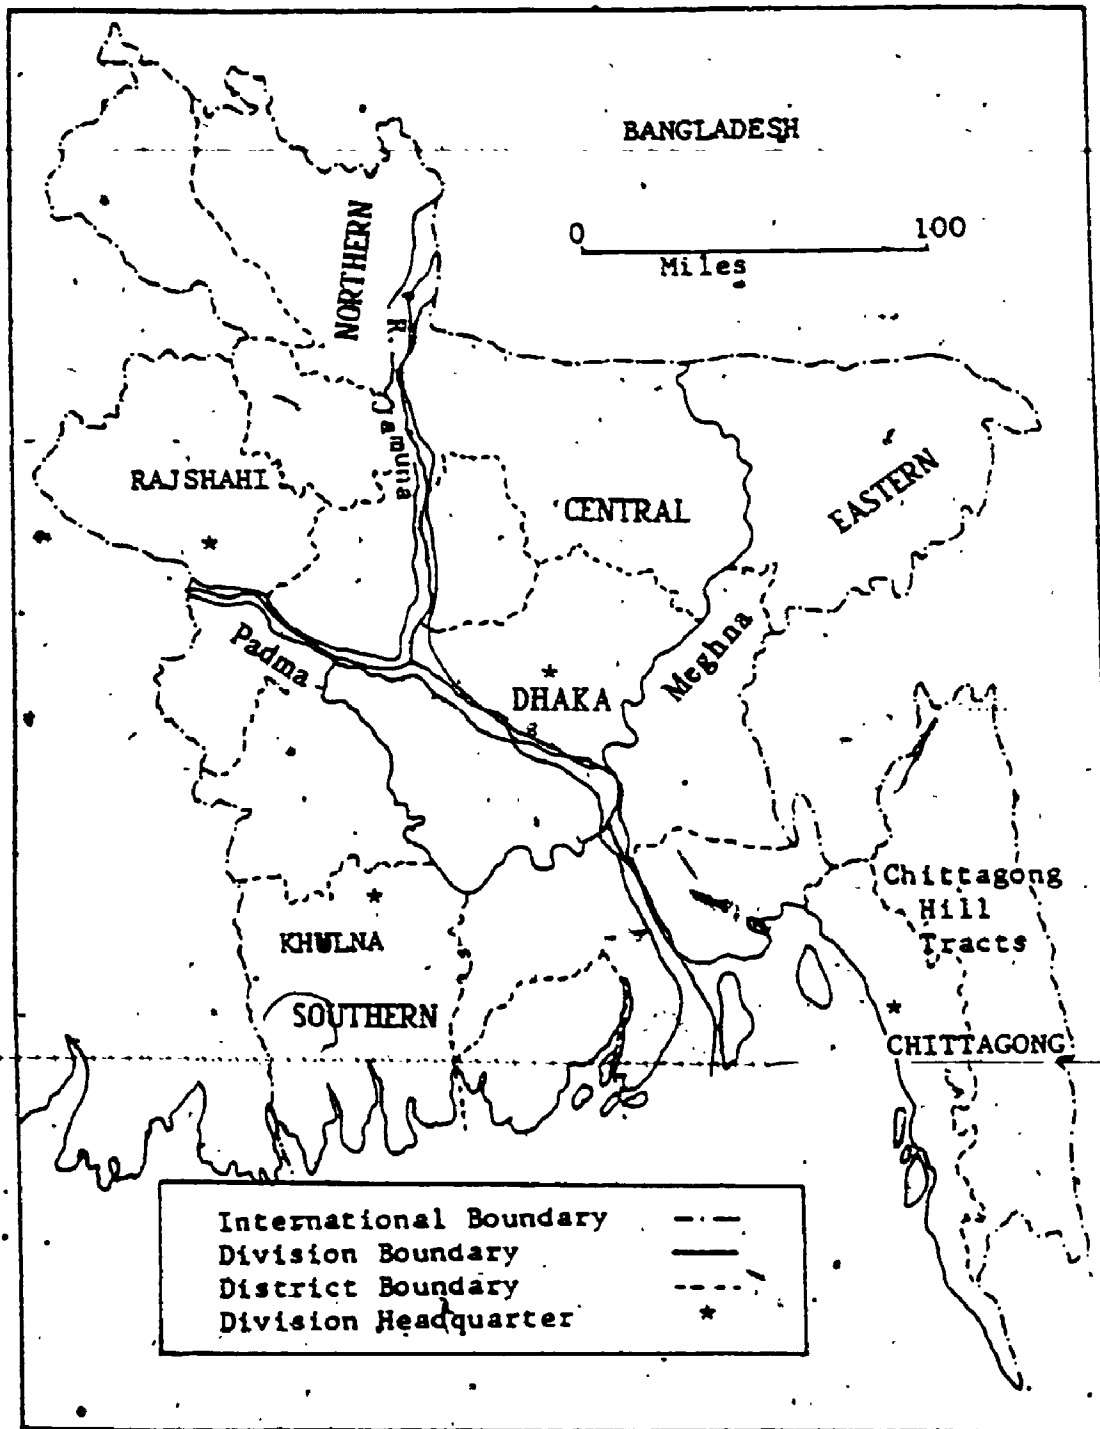 BANGLADESH
0 100
Miles
NORTHERN
R. Jamuna
RAJSHAHI
*
CENTRAL
EASTERN
Padma
Meghna
*
DHAKA
Chittagong
Hill
Tracts
*
KHULNA
SOUTHERN
*
CHITTAGONG
International Boundary
Division Boundary
District Boundary
Division Headquarter *